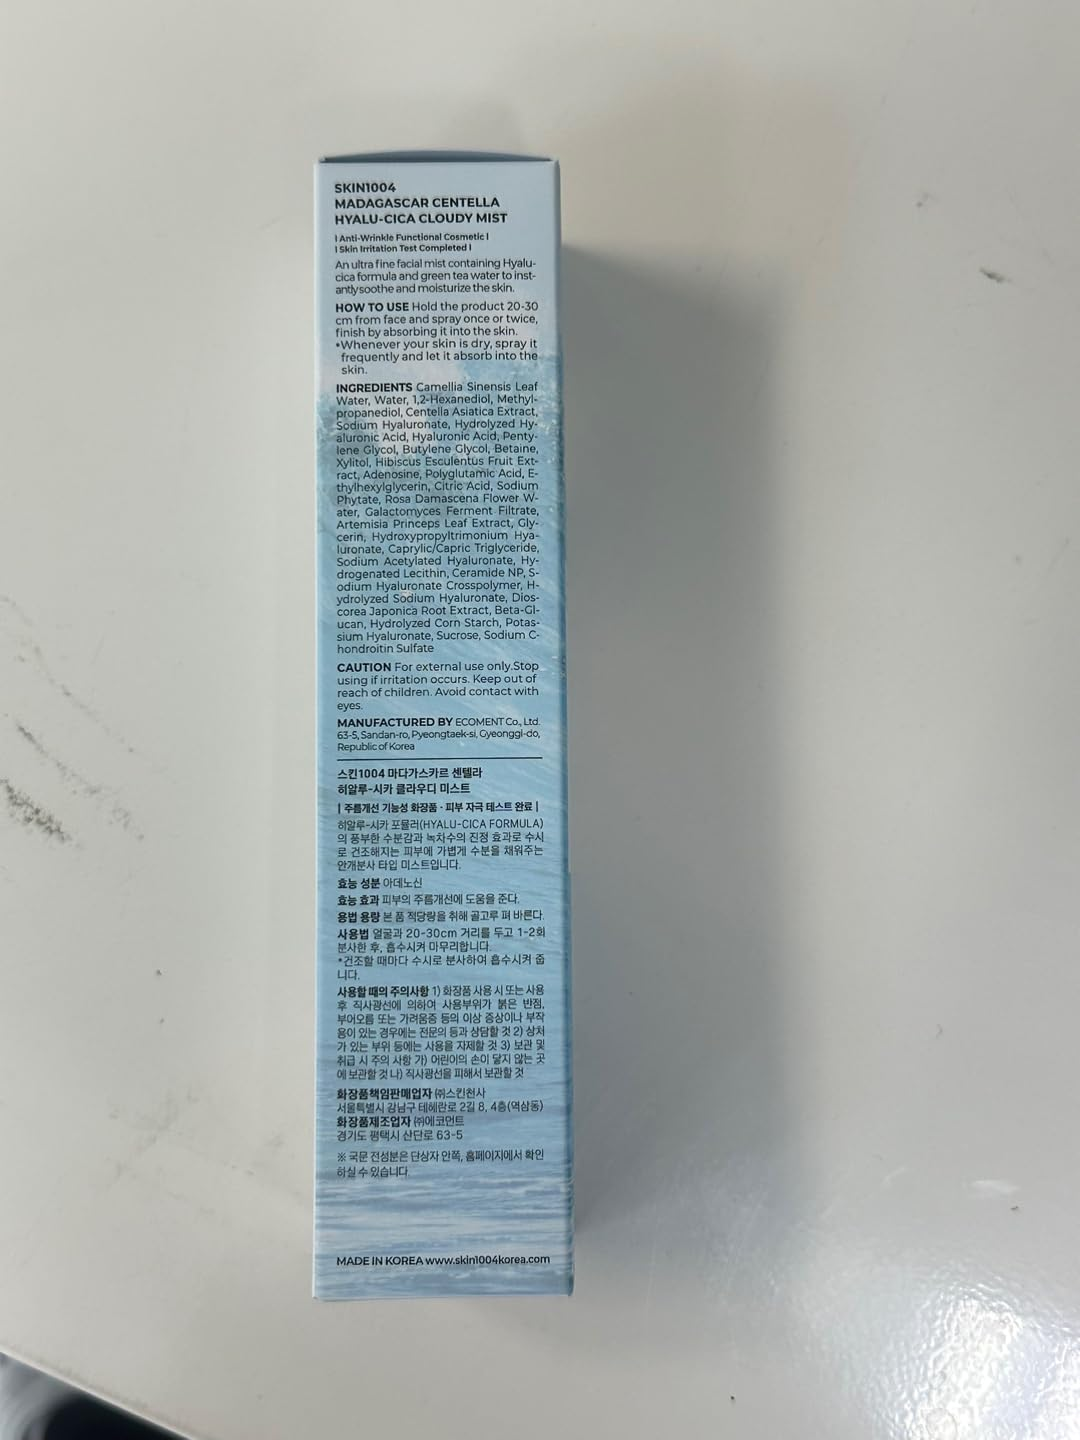 SKIN1004
MADAGASCAR CENTELLA
HYALU-CICA CLOUDY MIST
| Anti-Wrinkle Functional Cosmetic |
| Skin Irritation Test Completed |
An ultra fine facial mist containing Hyalu-
cica formula and green tea water to inst-
antly soothe and moisturize the skin.
HOW TO USE Hold the product 20-30
cm from face and spray once or twice,
finish by absorbing it into the skin.
*Whenever your skin is dry, spray it
frequently and let it absorb into the
skin.
INGREDIENTS Camellia Sinensis Leaf
Water, Water, 1,2-Hexanediol, Methyl-
propanediol, Centella Asiatica Extract,
Sodium Hyaluronate, Hydrolyzed Hy-
aluronic Acid, Hyaluronic Acid, Penty-
lene Glycol, Butylene Glycol, Betaine,
Xylitol, Hibiscus Esculentus Fruit Ext-
ract, Adenosine, Polyglutamic Acid, E-
thylhexylglycerin, Citric Acid, Sodium
Phytate, Rosa Damascena Flower W-
ater, Galactomyces Ferment Filtrate,
Artemisia Princeps Leaf Extract, Gly-
cerin, Hydroxypropyltrimonium Hya-
luronate, Caprylic/Capric Triglyceride,
Sodium Acetylated Hyaluronate, Hy-
drogenated Lecithin, Ceramide NP, S-
odium Hyaluronate Crosspolymer, H-
ydrolyzed Sodium Hyaluronate, Dios-
corea Japonica Root Extract, Beta-Gl-
ucan, Hydrolyzed Corn Starch, Potas-
sium Hyaluronate, Sucrose, Sodium C-
hondroitin Sulfate
CAUTION For external use only.Stop
using if irritation occurs. Keep out of
reach of children. Avoid contact with
eyes.
MANUFACTURED BY ECOMENT Co., Ltd.
63-5, Sandan-ro, Pyeongtaek-si, Gyeonggi-do,
Republic of Korea
스킨1004 마다가스카르 센텔라
히알루-시카 클라우디 미스트
| 주름개선 기능성 화장품 · 피부 자극 테스트 완료 |
히알루-시카 포뮬러(HYALU-CICA FORMULA)
의 풍부한 수분감과 녹차수의 진정 효과로 수시
로 건조해지는 피부에 가볍게 수분을 채워주는
안개분사 타입 미스트입니다.
효능 성분 아데노신
효능 효과 피부의 주름개선에 도움을 준다.
용법 용량 본 품 적당량을 취해 골고루 펴 바른다.
사용법 얼굴과 20-30cm 거리를 두고 1-2회
분사한 후, 흡수시켜 마무리합니다.
*건조할 때마다 수시로 분사하여 흡수시켜 줍
니다.
사용할 때의 주의사항 1) 화장품 사용 시 또는 사용
후 직사광선에 의하여 사용부위가 붉은 반점,
부어오름 또는 가려움증 등의 이상 증상이나 부작
용이 있는 경우에는 전문의 등과 상담할 것 2) 상처
가 있는 부위 등에는 사용을 자제할 것 3) 보관 및
취급 시 주의 사항 가) 어린이의 손이 닿지 않는 곳
에 보관할 것 나) 직사광선을 피해서 보관할 것
화장품책임판매업자 ㈜스킨천사
서울특별시 강남구 테헤란로 2길 8, 4층(역삼동)
화장품제조업자 ㈜에코먼트
경기도 평택시 산단로 63-5
※ 국문 전성분은 단상자 안쪽, 홈페이지에서 확인
하실 수 있습니다.
MADE IN KOREA www.skin1004korea.com